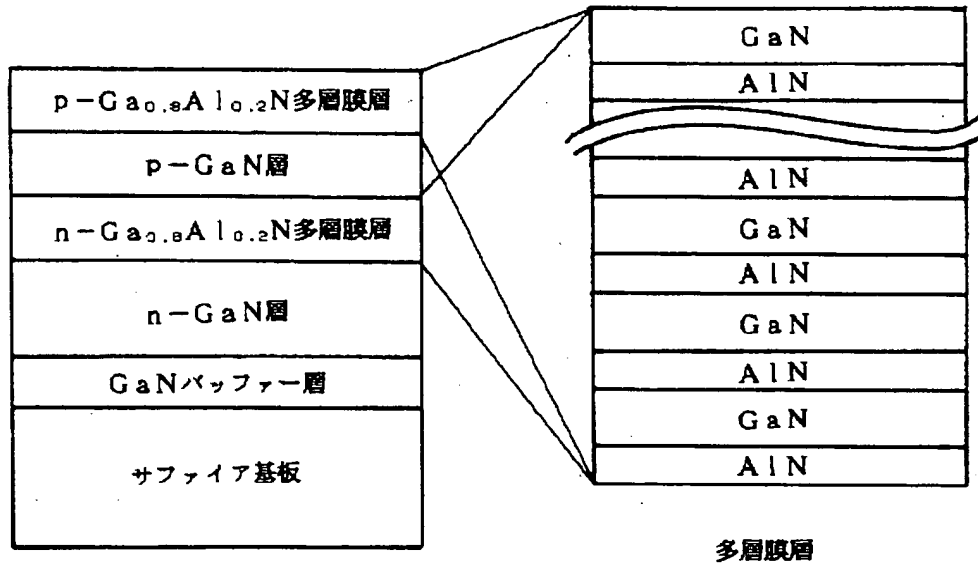 p－Ga₀.₈Al₀.₂N多層膜層
p－GaN層
n－Ga₀.₈Al₀.₂N多層膜層
n－GaN層
GaNバッファー層
サファイア基板
GaN
AlN
AlN
GaN
AlN
GaN
AlN
GaN
AlN
多層膜層